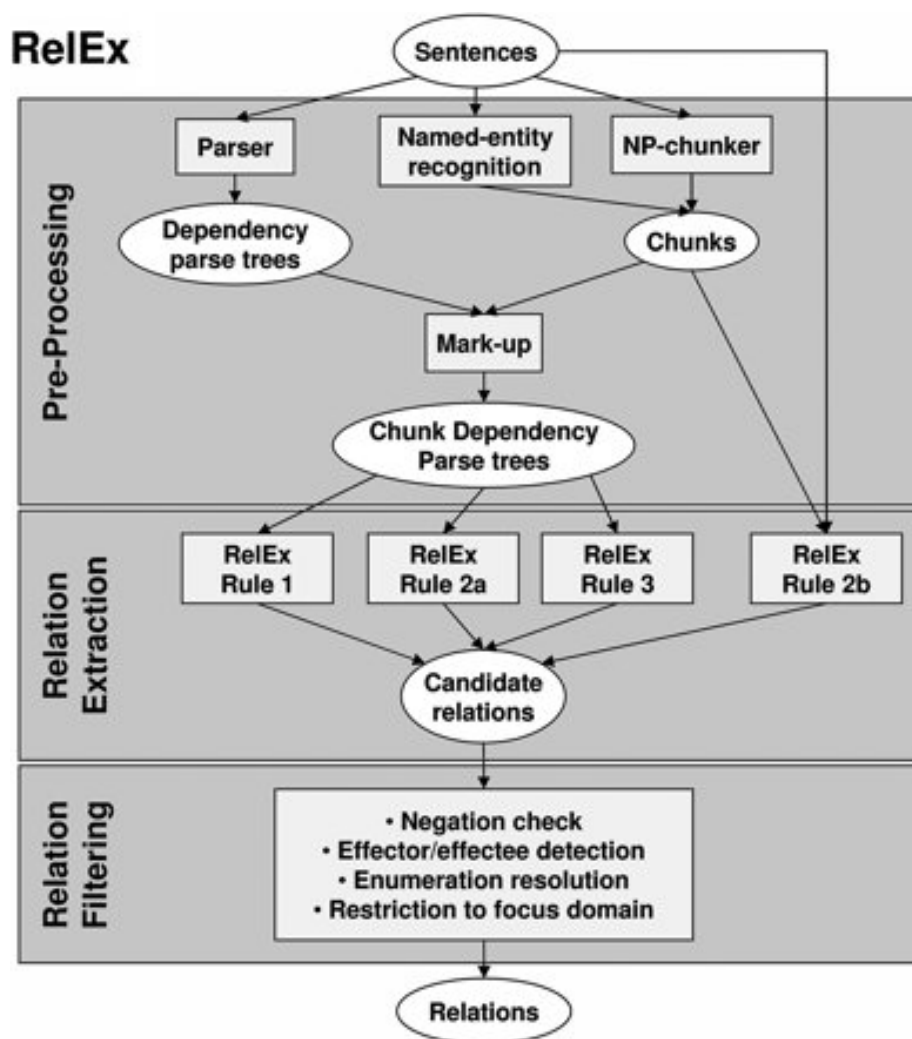 RelEx
Sentences
Pre-Processing
Parser
Named-entity
recognition
NP-chunker
Dependency
parse trees
Chunks
Mark-up
Chunk Dependency
Parse trees
Relation
Extraction
RelEx
Rule 1
RelEx
Rule 2a
RelEx
Rule 3
RelEx
Rule 2b
Candidate
relations
Relation
Filtering
• Negation check
• Effector/effectee detection
• Enumeration resolution
• Restriction to focus domain
Relations